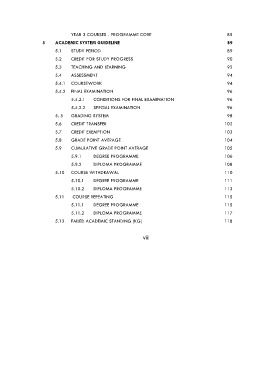 YEAR 3 COURSES - PROGRAMME CORE 88
5 ACADEMIC SYSTEM GUIDELINE 89
5.1 STUDY PERIOD 89
5.2 CREDIT FOR STUDY PROGRESS 90
5.3 TEACHING AND LEARNING 93
5.4 ASSESSMENT 94
5.4.1 COURSEWORK 94
5.4.2 FINAL EXAMINATION 96
5.4.2.1 CONDITIONS FOR FINAL EXAMINATION 96
5.4.2.2 SPECIAL EXAMINATION 96
5.5 GRADING SYSTEM 98
5.6 CREDIT TRANSFER 102
5.7 CREDIT EXEMPTION 103
5.8 GRADE POINT AVERAGE 104
5.9 CUMULATIVE GRADE POINT AVERAGE 105
5.9.1 DEGREE PROGRAMME 106
5.9.2 DIPLOMA PROGRAMME 108
5.10 COURSE WITHDRAWAL 110
5.10.1 DEGREE PROGRAMME 111
5.10.2 DIPLOMA PROGRAMME 113
5.11 COURSE REPEATING 115
5.11.1 DEGREE PROGRAMME 115
5.11.2 DIPLOMA PROGRAMME 117
5.12 FAILED ACADEMIC STANDING (KG) 118
viii